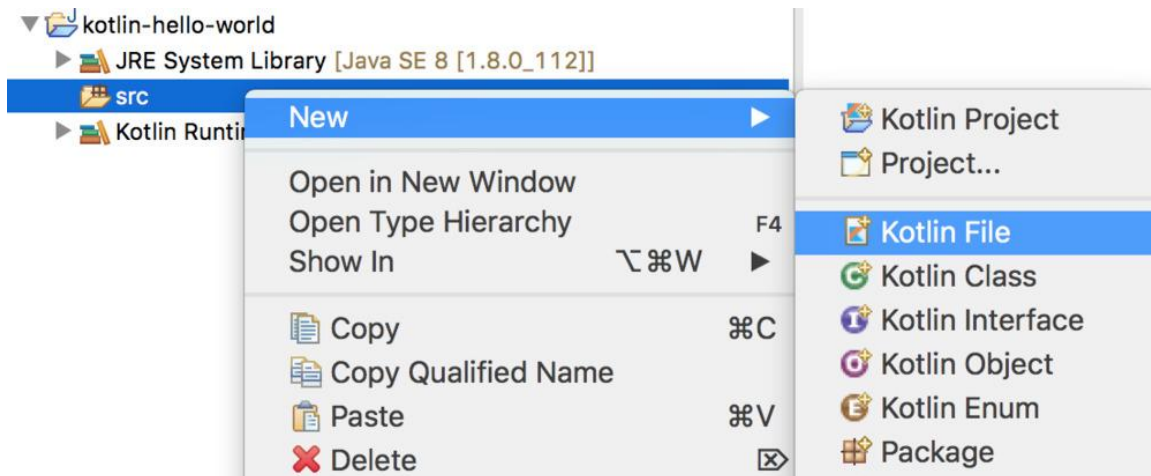 kotlin-hello-world
JRE System Library [Java SE 8 [1.8.0_112]]
src
Kotlin
New
Open in New Window
Open Type Hierarchy F4
Show In ⌥⌘W
Copy ⌘C
Copy Qualified Name
Paste ⌘V
Delete ⌦
Kotlin Project
Project...
Kotlin File
Kotlin Class
Kotlin Interface
Kotlin Object
Kotlin Enum
Package